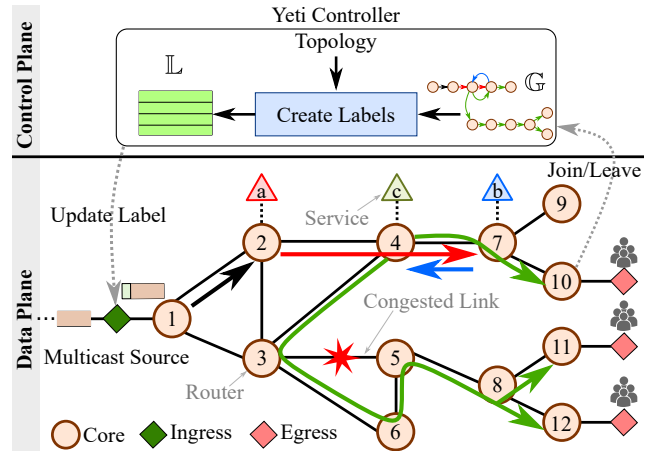 Yeti Controller
Control Plane
Topology
𝕃
𝔾
Create Labels
Join/Leave
Data Plane
Update Label
a
c
b
9
Service
2
4
7
10
Congested Link
1
11
Multicast Source
3
5
8
Router
6
12
Core
Ingress
Egress